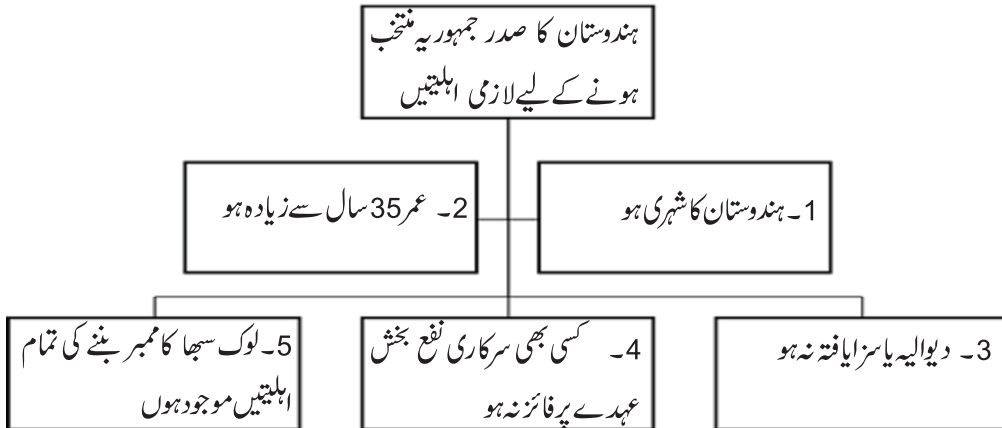 ہندوستان کا صدر جمہوریہ منتخب
ہونے کے لیے لازمی اہلیتیں
1۔ ہندوستان کا شہری ہو
2۔ عمر 35 سال سے زیادہ ہو
3۔ دیوالیہ یا سزا یافتہ نہ ہو
4۔ کسی بھی سرکاری نفع بخش
عہدے پر فائز نہ ہو
5۔ لوک سبھا کا ممبر بننے کی تمام
اہلیتیں موجود ہوں